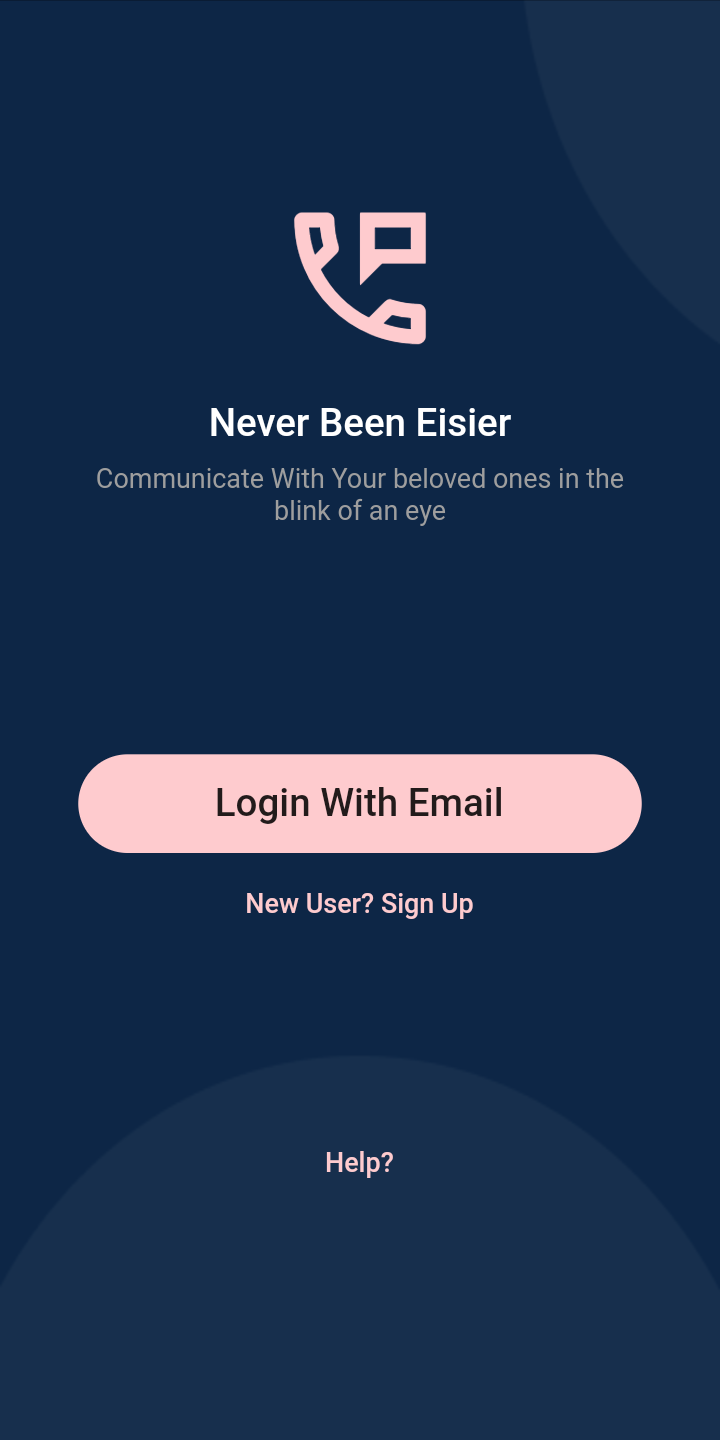 Never Been Eisier
Communicate With Your beloved ones in the
blink of an eye
Login With Email
New User? Sign Up
Help?